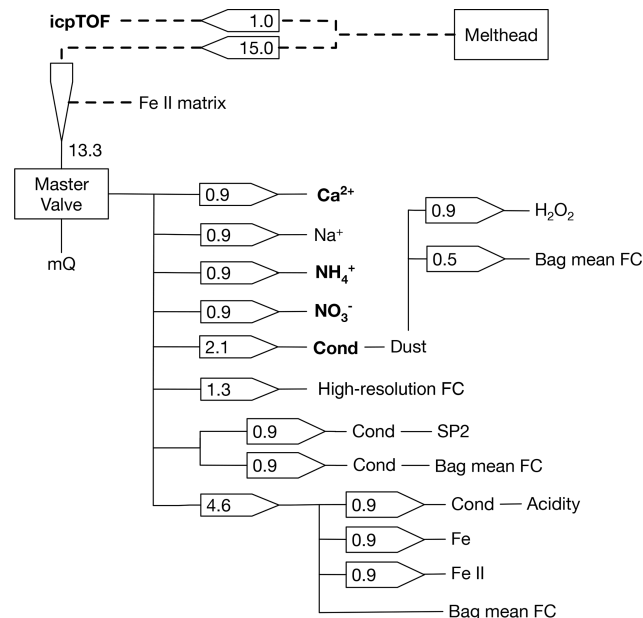 icpTOF
1.0
15.0
Melthead
Fe II matrix
13.3
Master
Valve
mQ
0.9
Ca²⁺
0.9
Na⁺
0.9
NH₄⁺
0.9
NO₃⁻
2.1
Cond
Dust
0.9
H₂O₂
0.5
Bag mean FC
1.3
High-resolution FC
0.9
Cond
SP2
0.9
Cond
Bag mean FC
4.6
0.9
Cond
Acidity
0.9
Fe
0.9
Fe II
Bag mean FC